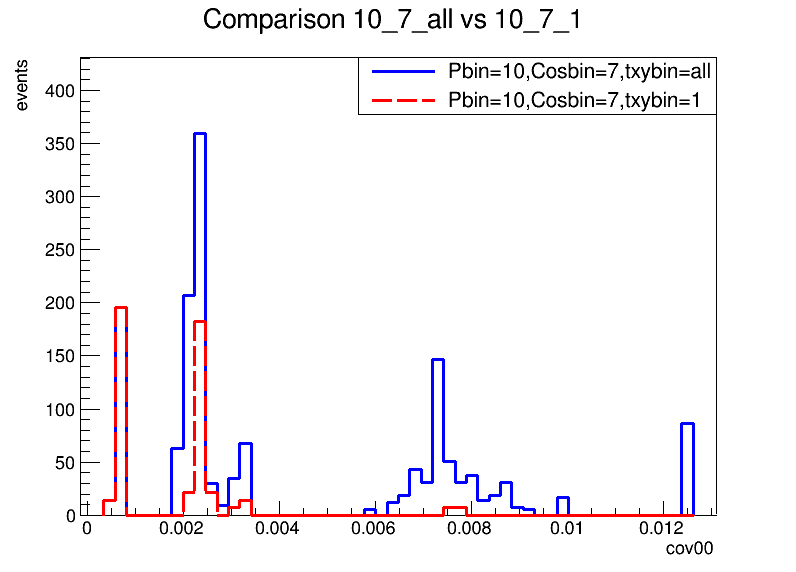 Comparison 10_7_all vs 10_7_1
events
Pbin=10,Cosbin=7,txybin=all
Pbin=10,Cosbin=7,txybin=1
400
350
300
250
200
150
100
50
0
0 0.002 0.004 0.006 0.008 0.01 0.012
cov00